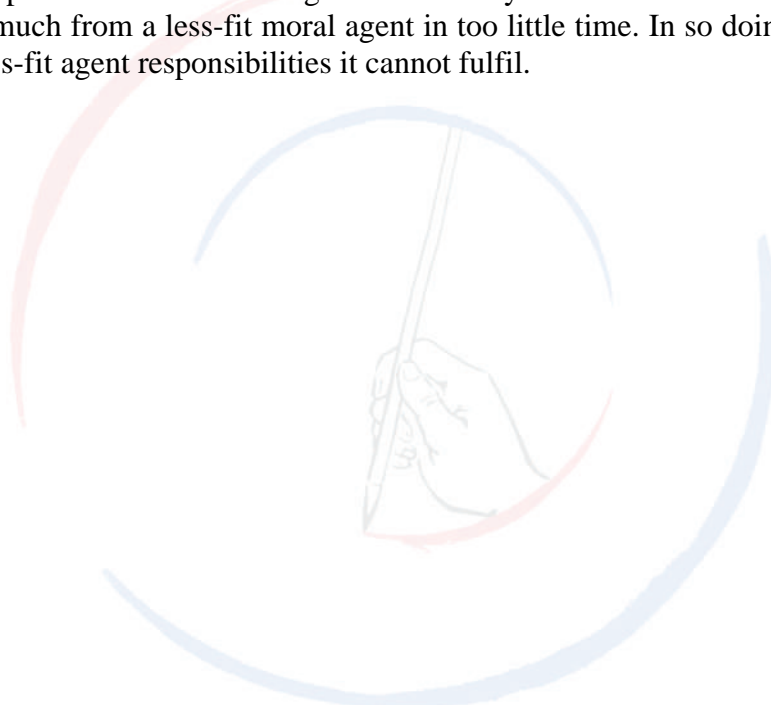 much from a less-fit moral agent in too little time. In so doin
s-fit agent responsibilities it cannot fulfil.